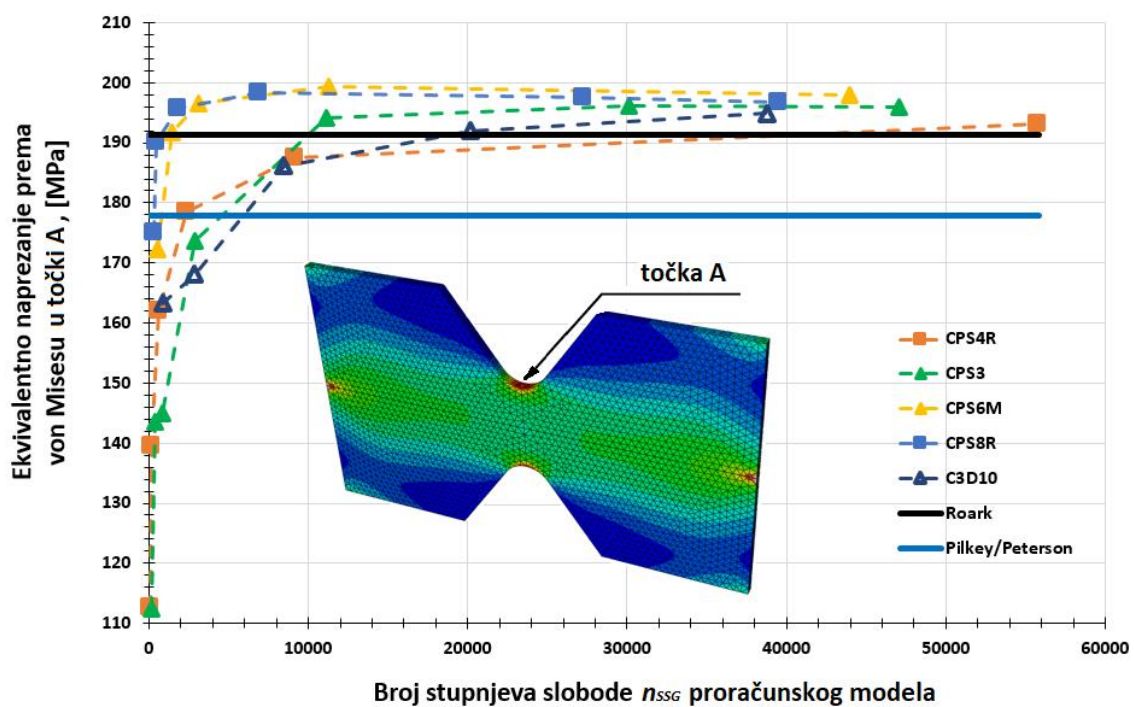 Ekvivalentno naprezanje prema
von Misesu u točki A , [MPa]
210
200
190
180
170
160
150
140
130
120
110
točka A
CPS4R
CPS3
CPS6M
CPS8R
C3D10
Roark
Pilkey/Peterson
0 10000 20000 30000 40000 50000 60000
Broj stupnjeva slobode nSSG proračunskog modela